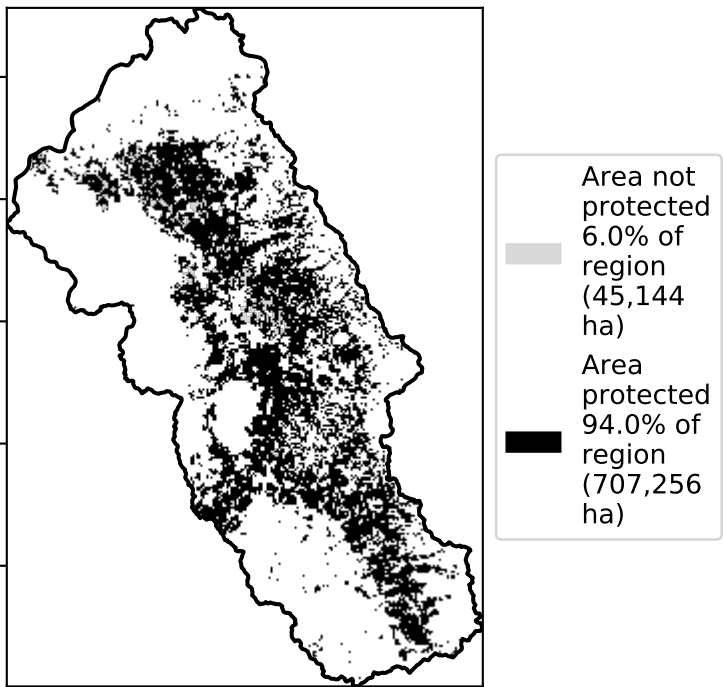 Area not
protected
6.0% of
region
(45,144
ha)
Area
protected
94.0% of
region
(707,256
ha)